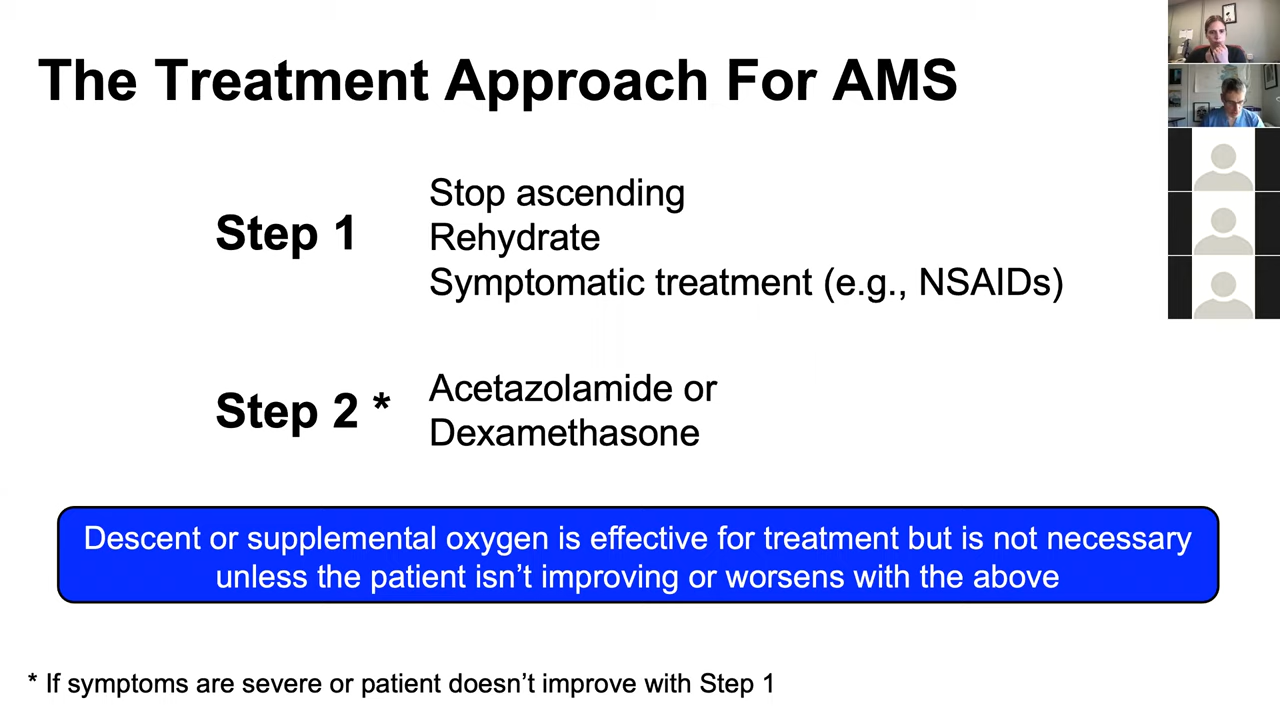 The Treatment Approach For AMS
Step 1
Stop ascending
Rehydrate
Symptomatic treatment (e.g., NSAIDs)
Step 2 *
Acetazolamide or
Dexamethasone
Descent or supplemental oxygen is effective for treatment but is not necessary
unless the patient isn’t improving or worsens with the above
* If symptoms are severe or patient doesn’t improve with Step 1